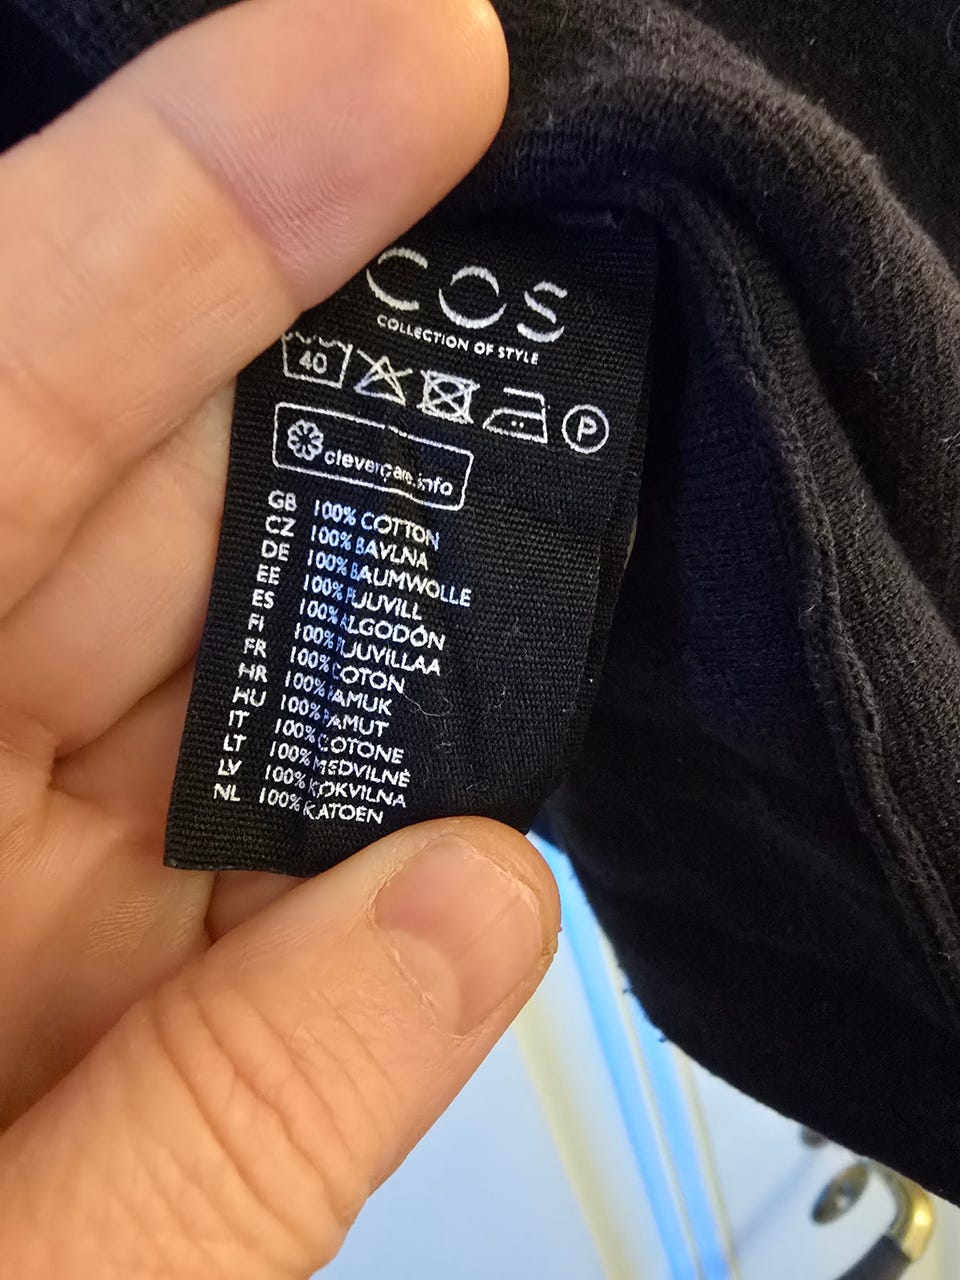 COS
COLLECTION OF STYLE
40 P
clevercare.info
GB 100% COTTON
CZ 100% BAVLNA
DE 100% BAUMWOLLE
EE 100% PUUVILL
ES 100% ALGODÓN
FI 100% PUUVILLAA
FR 100% COTON
HR 100% PAMUK
HU 100% PAMUT
IT 100% COTONE
LT 100% MEDVILNĖ
LV 100% KOKVILNA
NL 100% KATOEN